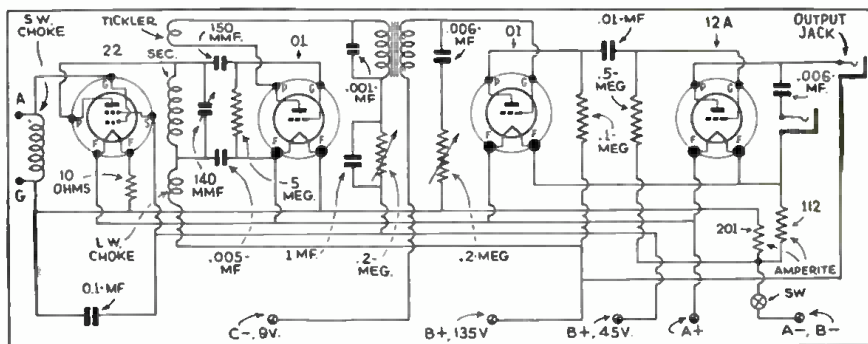 S.W.
CHOKE
22
TICKLER
SEC.
150
MMF.
01
.001-
MF
.006-
MF
01
.01-MF
12A
OUTPUT
JACK
.5-
MEG
.006-
MF.
.1-
MEG
A
G
P
G
S
F
F
P
G
F
F
P
G
F
F
P
G
F
F
10
OHMS
L.W.
CHOKE
140
MMF
.005-
MF
5
MEG.
1 MF.
.2-
MEG.
.2-MEG
201
112
AMPERITE
SW
0.1-MF
C-, 9V.
B+, 135V
B+, 45V.
A+
A-, B-